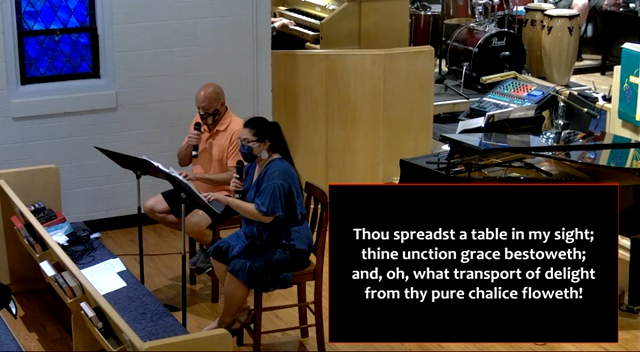 Thou spreadst a table in my sight;
thine unction grace bestoweth;
and, oh, what transport of delight
from thy pure chalice floweth!
Pearl